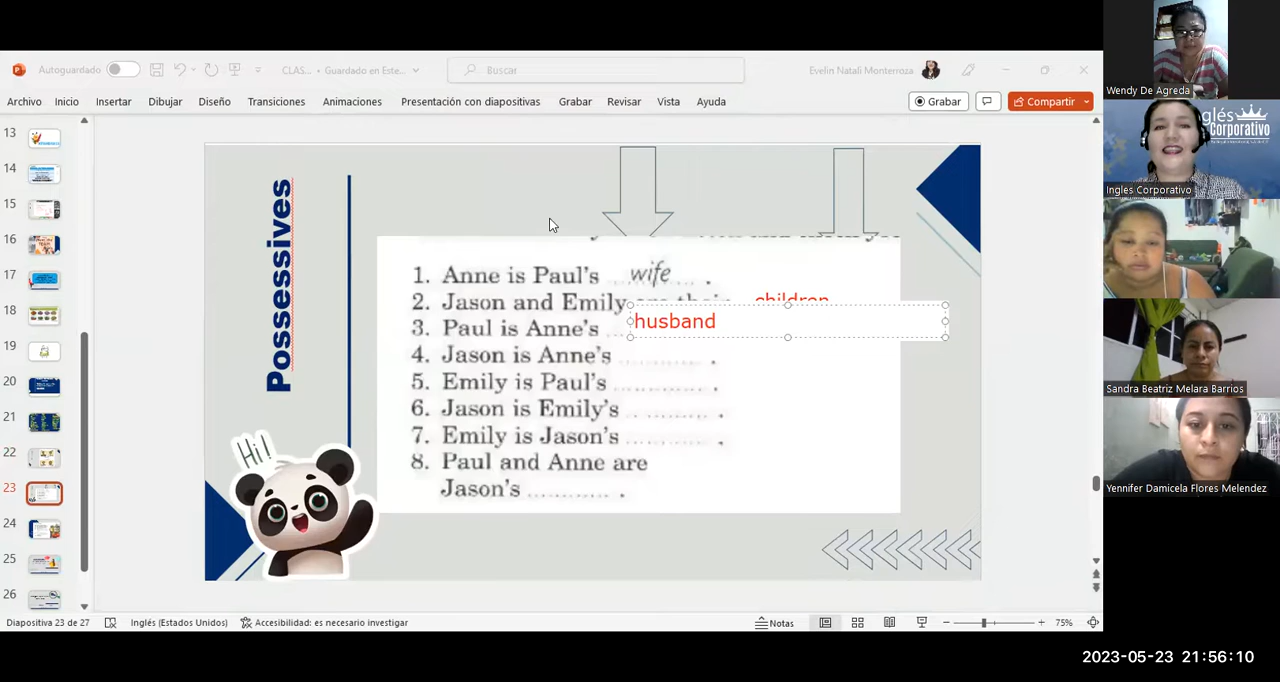 Autoguardado
CLAS... • Guardado en Este...
Buscar
Evelin Natali Monterroza
Archivo Inicio Insertar Dibujar Diseño Transiciones Animaciones Presentación con diapositivas Grabar Revisar Vista Ayuda
Grabar
Compartir
13
14
15
16
17
18
19
20
21
22
23
24
25
26
Possessives
1. Anne is Paul's wife .
2. Jason and Emily are their children
3. Paul is Anne's husband
4. Jason is Anne's ............ .
5. Emily is Paul's ............ .
6. Jason is Emily's ............ .
7. Emily is Jason's ............ .
8. Paul and Anne are
Jason's ............ .
Hi!
Diapositiva 23 de 27
Inglés (Estados Unidos)
Accesibilidad: es necesario investigar
Notas
75%
Wendy De Agreda
glés
Corporativo
Ingles Corporativo
Sandra Beatriz Melara Barrios
Yennifer Damicela Flores Melendez
2023-05-23 21:56:10